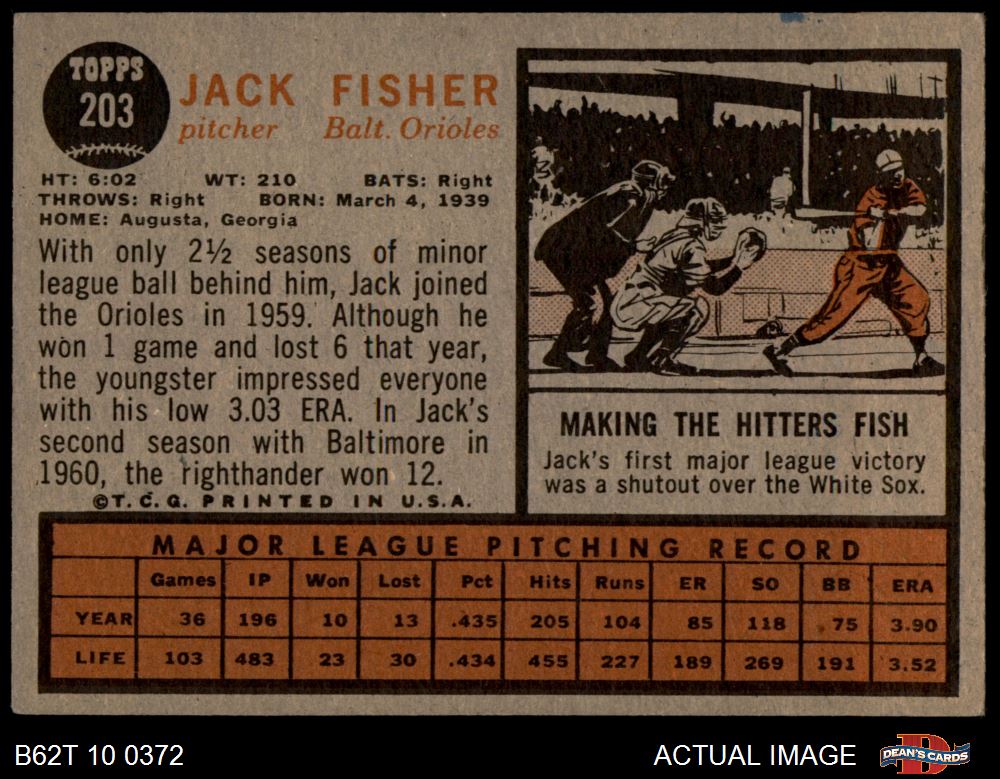 TOPPS
203
JACK FISHER
pitcher Balt. Orioles
HT: 6:02 WT: 210 BATS: Right
THROWS: Right BORN: March 4, 1939
HOME: Augusta, Georgia
With only 2½ seasons of minor
league ball behind him, Jack joined
the Orioles in 1959. Although he
won 1 game and lost 6 that year,
the youngster impressed everyone
with his low 3.03 ERA. In Jack's
second season with Baltimore in
1960, the righthander won 12.
©T.C.G. PRINTED IN U.S.A.
MAKING THE HITTERS FISH
Jack's first major league victory
was a shutout over the White Sox.
MAJOR LEAGUE PITCHING RECORD
Games IP Won Lost Pct Hits Runs ER SO BB ERA
YEAR 36 196 10 13 .435 205 104 85 118 75 3.90
LIFE 103 483 23 30 .434 455 227 189 269 191 3.52
B62T 10 0372 ACTUAL IMAGE DEAN'S CARDS